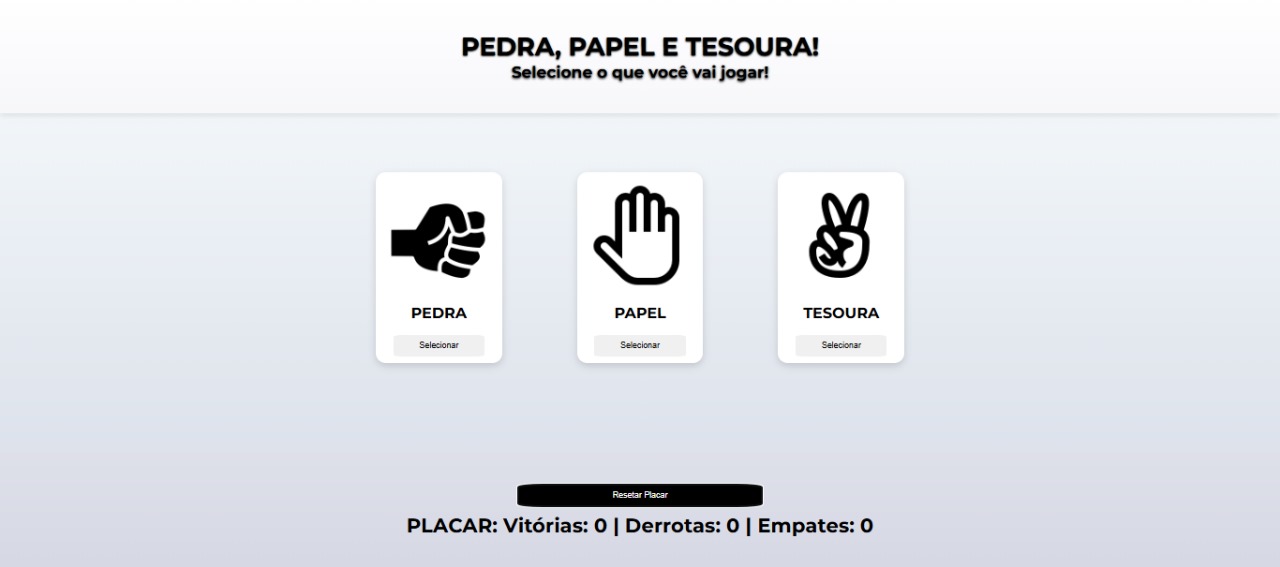 PEDRA, PAPEL E TESOURA!
Selecione o que você vai jogar!
PEDRA
PAPEL
TESOURA
Selecionar
Selecionar
Selecionar
Resetar Placar
PLACAR: Vitórias: 0 | Derrotas: 0 | Empates: 0